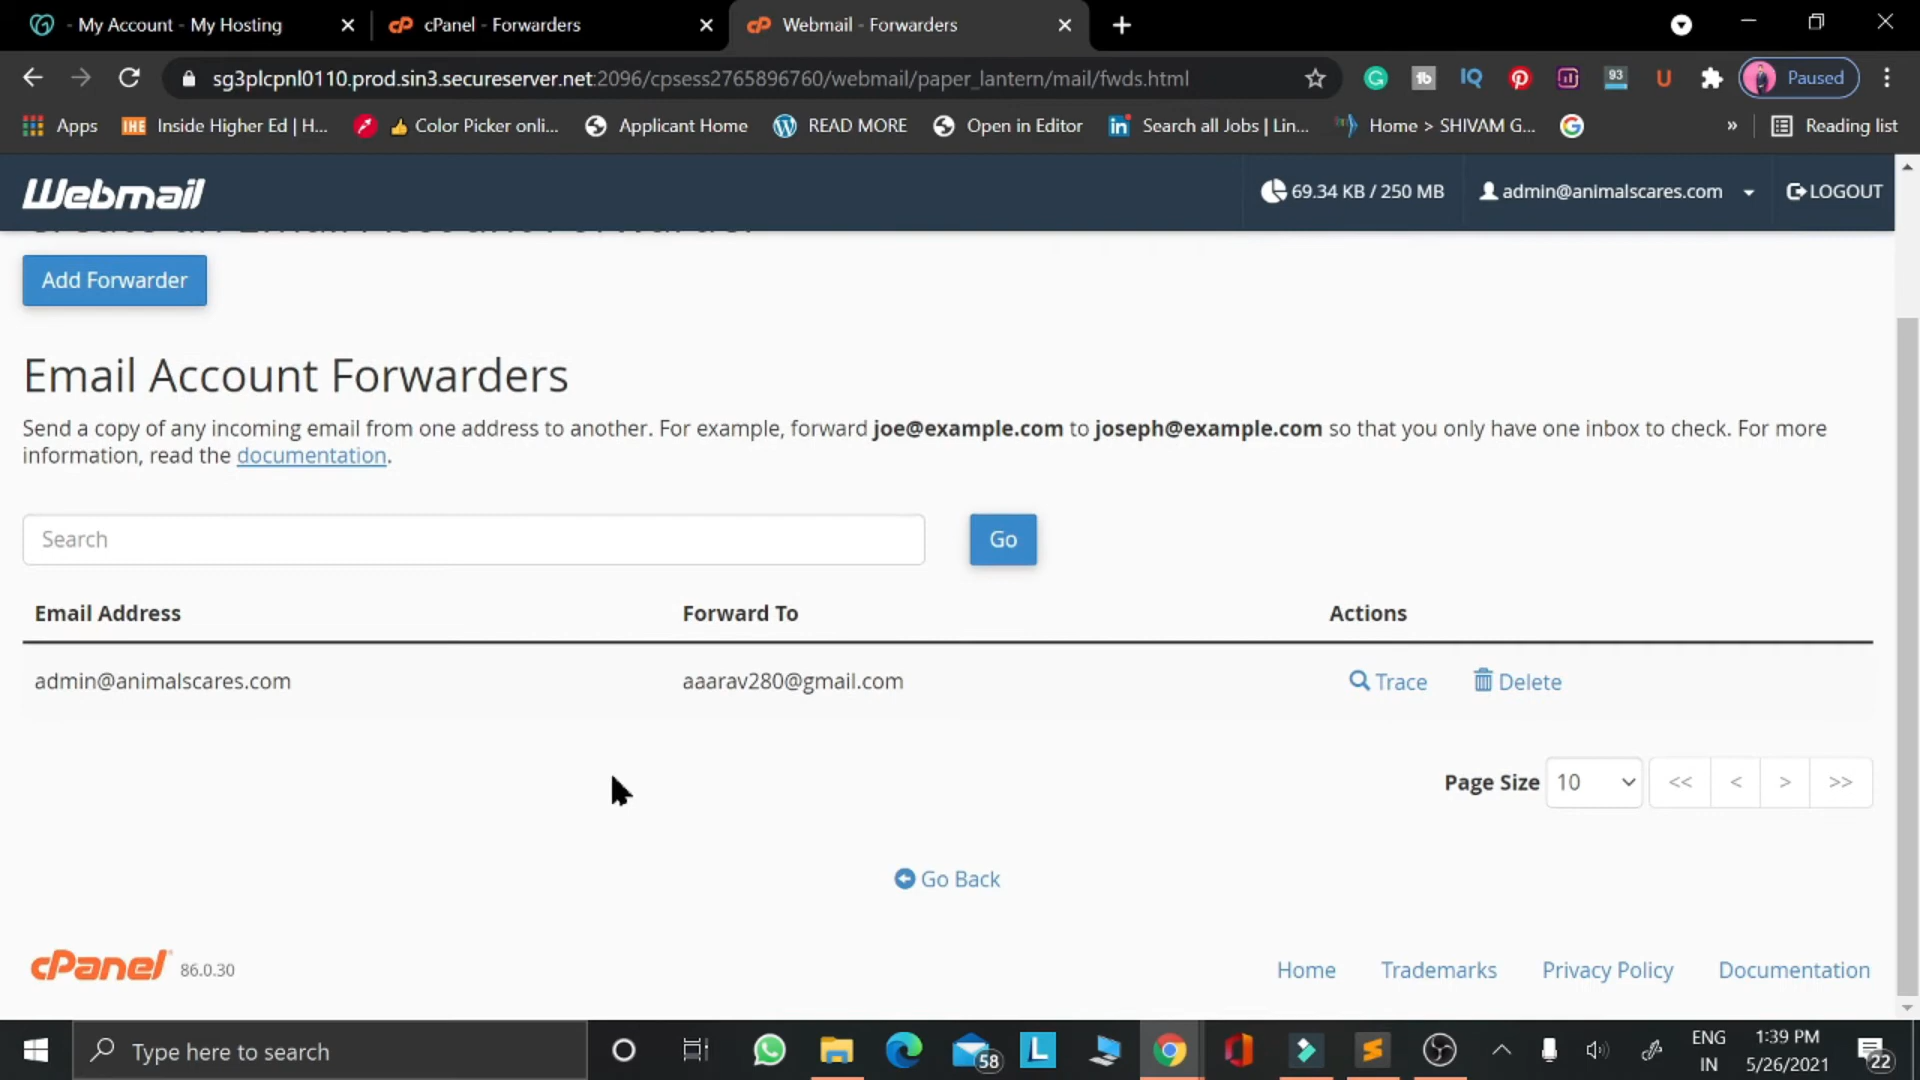 - My Account - My Hosting
cPanel - Forwarders
Webmail - Forwarders
sg3plcpnl0110.prod.sin3.secureserver.net:2096/cpsess2765896760/webmail/paper_lantern/mail/fwds.html
tb
IQ
93
U
Paused
Apps
IHE Inside Higher Ed | H...
Color Picker onli...
Applicant Home
READ MORE
Open in Editor
in Search all Jobs | Lin...
Home > SHIVAM G...
»
Reading list
Webmail
69.34 KB / 250 MB
admin@animalscares.com
LOGOUT
Add Forwarder
Email Account Forwarders
Send a copy of any incoming email from one address to another. For example, forward joe@example.com to joseph@example.com so that you only have one inbox to check. For more
information, read the documentation.
Search
Go
Email Address Forward To Actions
admin@animalscares.com aaarav280@gmail.com Trace Delete
Page Size 10 << < > >>
Go Back
cPanel 86.0.30
Home Trademarks Privacy Policy Documentation
Type here to search
58
L
ENG
IN
1:39 PM
5/26/2021
22